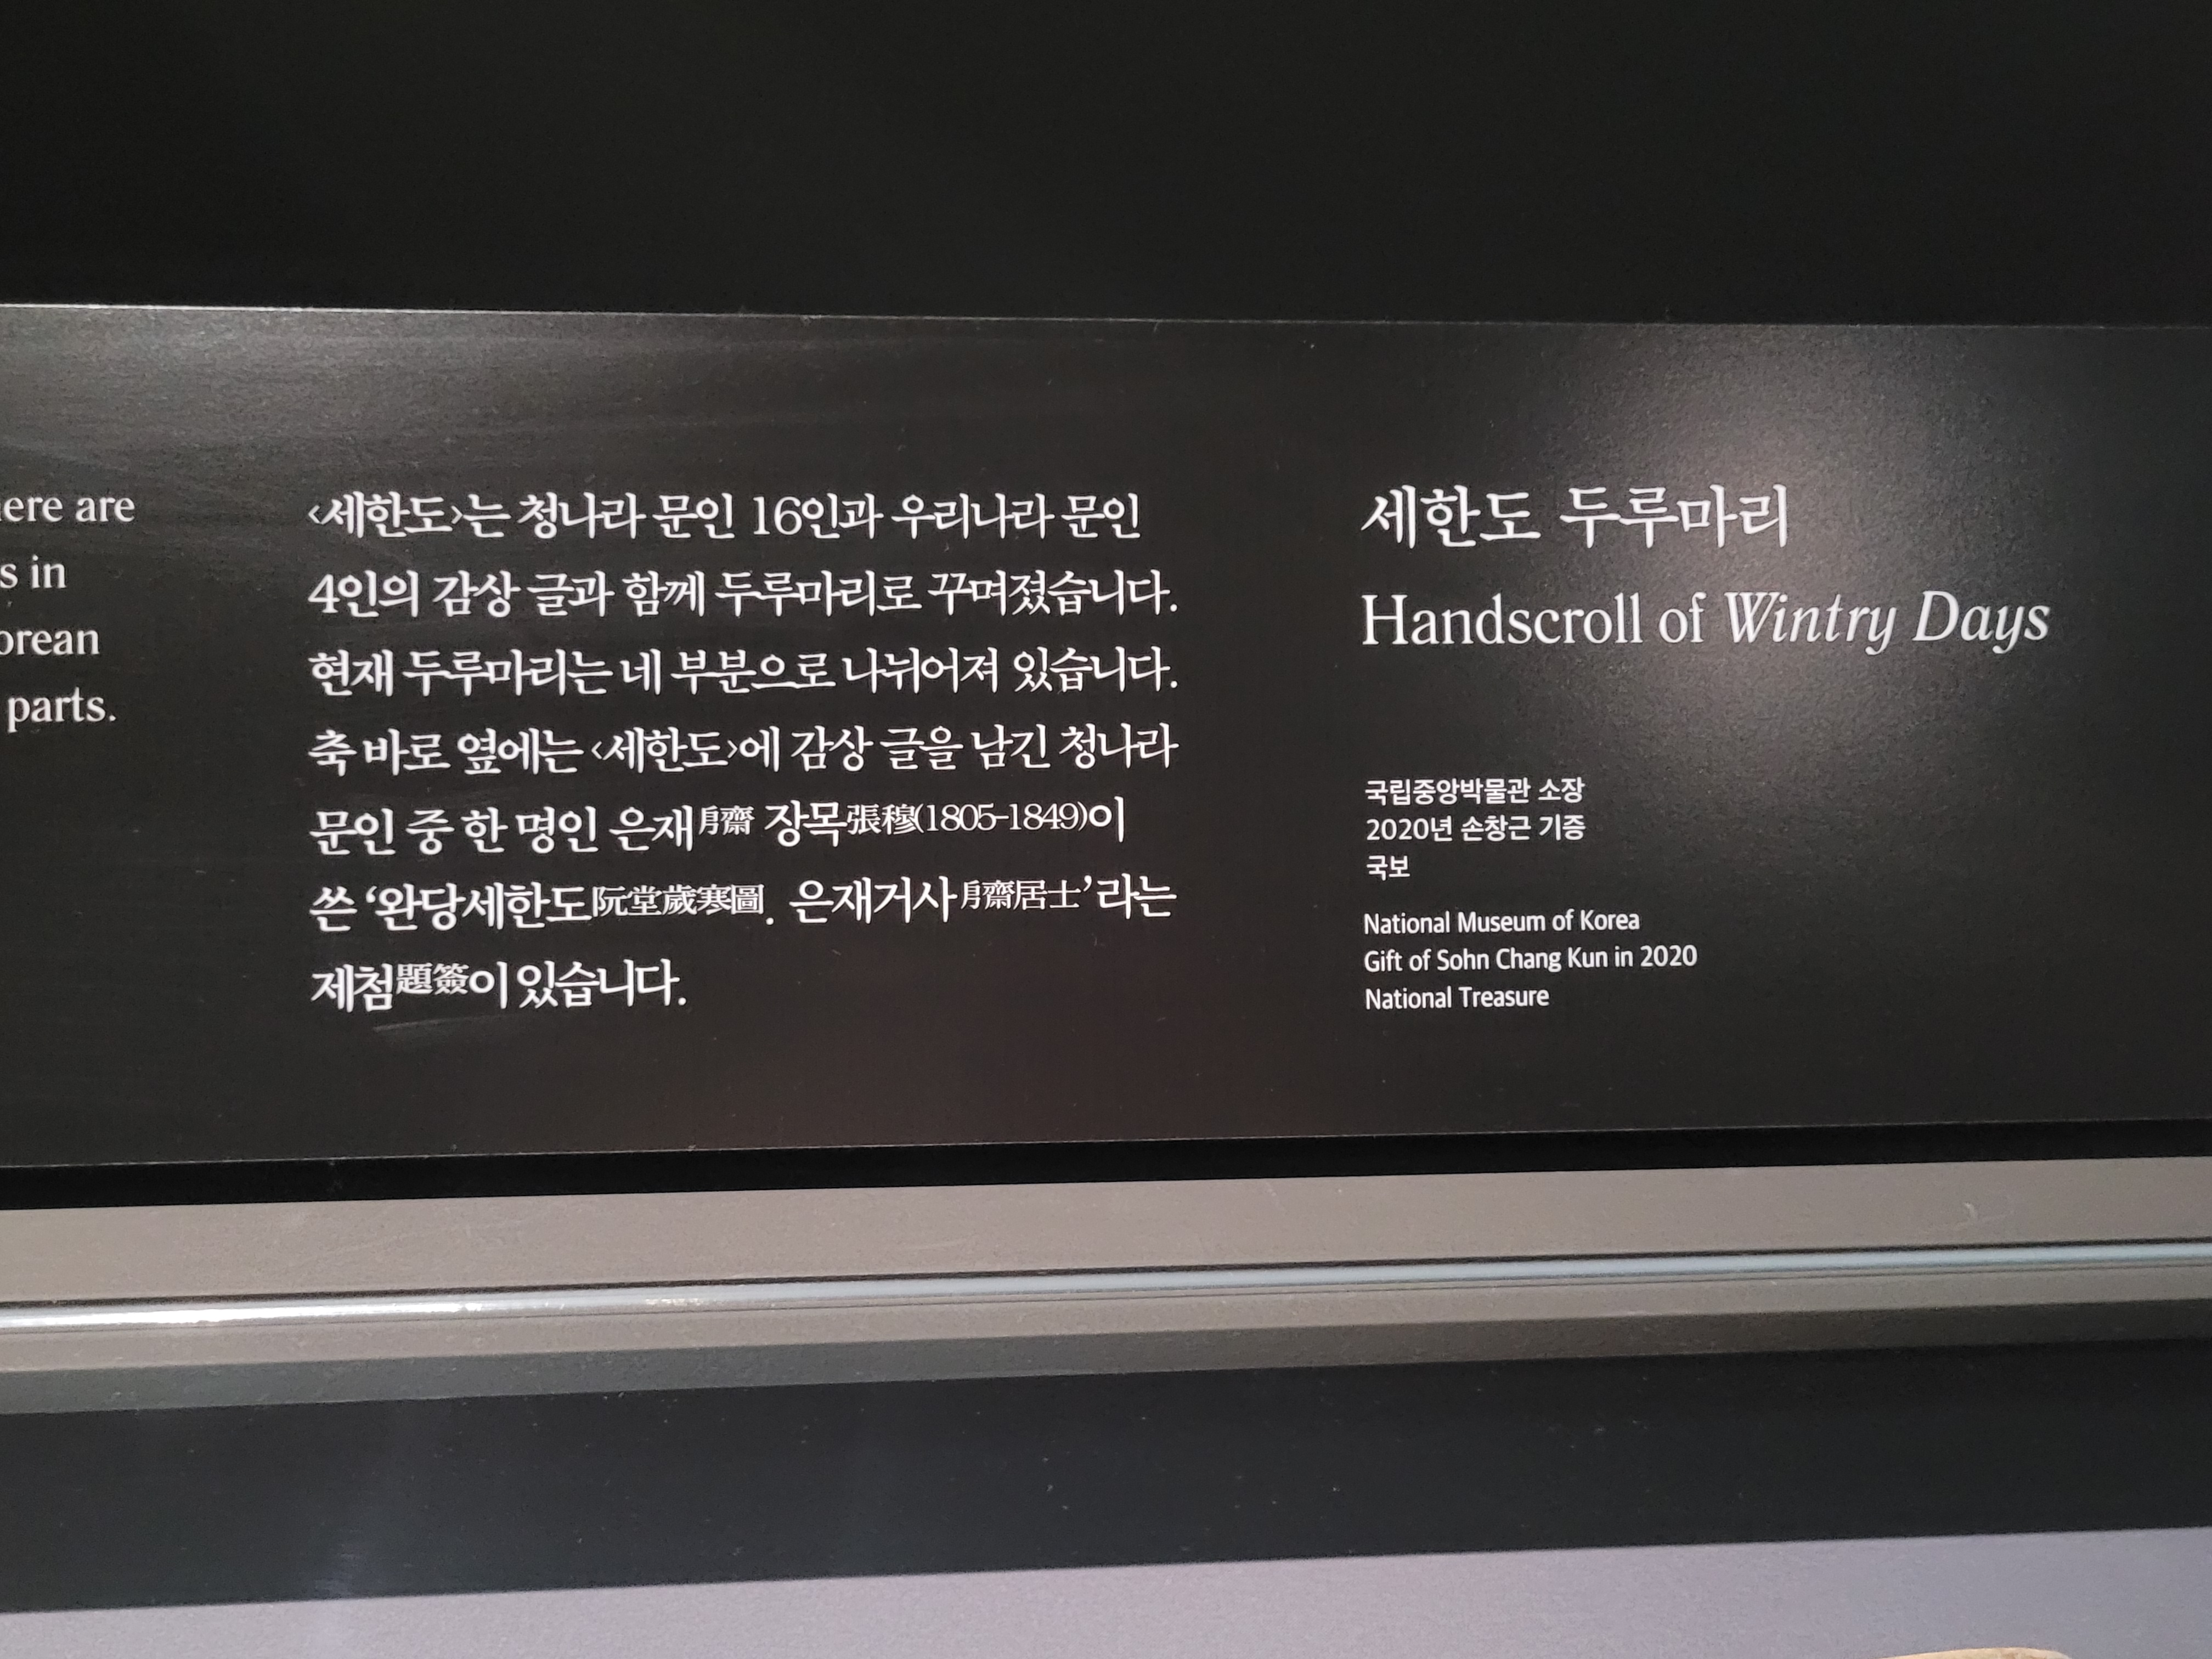 ere are
s in
orean
parts.
‹세한도›는 청나라 문인 16인과 우리나라 문인
4인의 감상 글과 함께 두루마리로 꾸며졌습니다.
현재 두루마리는 네 부분으로 나뉘어져 있습니다.
축 바로 옆에는 ‹세한도›에 감상 글을 남긴 청나라
문인 중 한 명인 은재㐆齋 장목張穆(1805-1849)이
쓴 ‘완당세한도阮堂歲寒圖. 은재거사㐆齋居士’라는
제첨題簽이 있습니다.
세한도 두루마리
Handscroll of Wintry Days
국립중앙박물관 소장
2020년 손창근 기증
국보
National Museum of Korea
Gift of Sohn Chang Kun in 2020
National Treasure